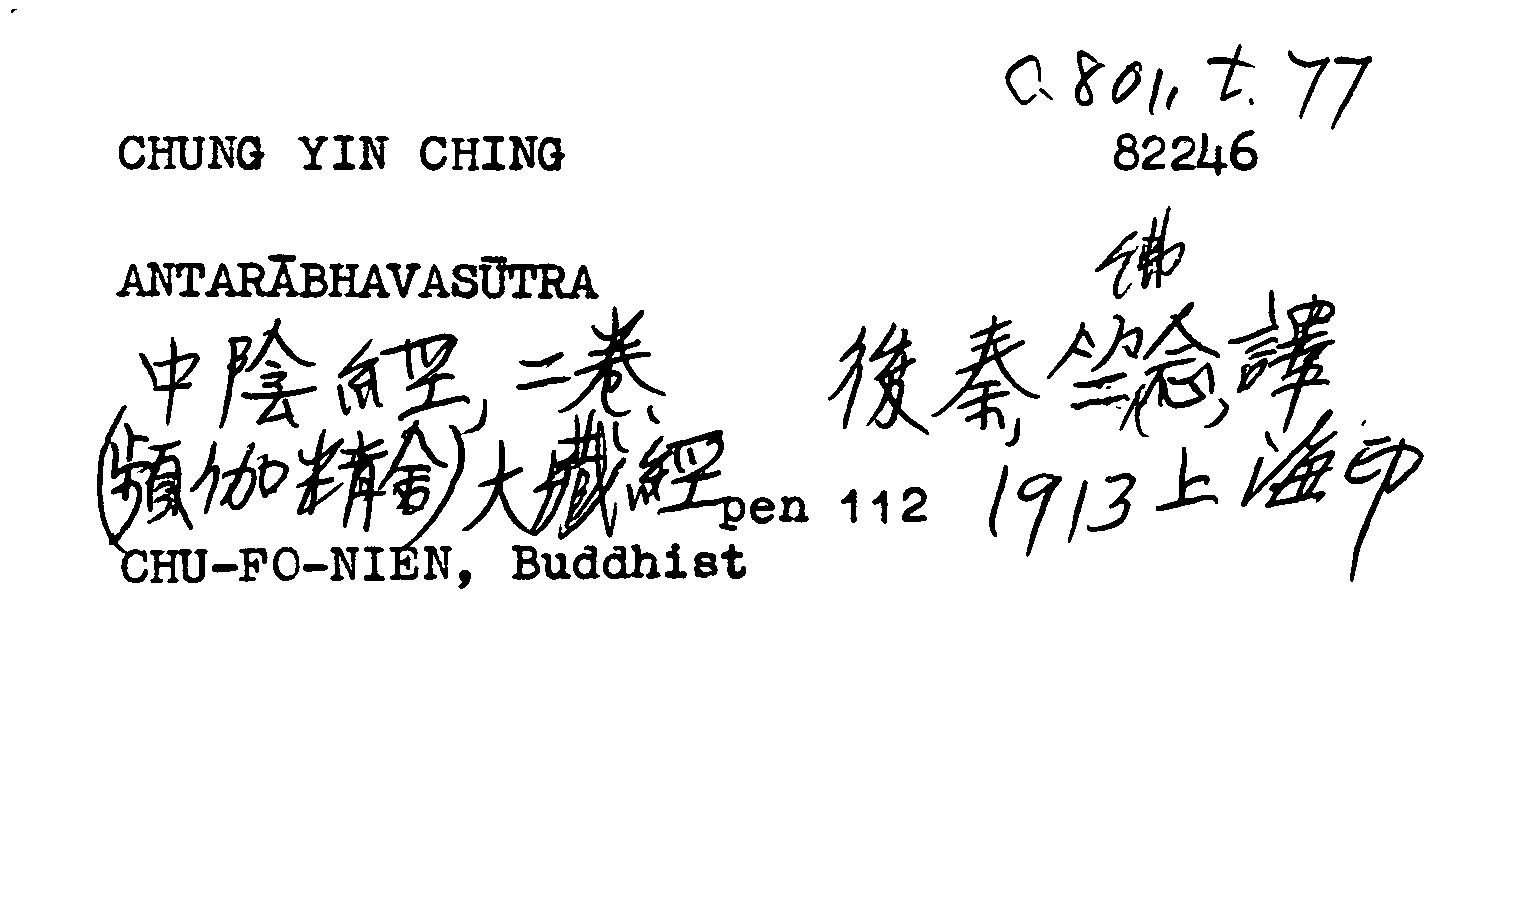 C. 801, t. 77
CHUNG YIN CHING 82246
ANTARĀBHAVASŪTRA
中陰經, 二卷, 後秦, 竺佛念, 譯
(頻伽精舍) 大藏經 pen 112 1913 上海印
CHU-FO-NIEN, Buddhist